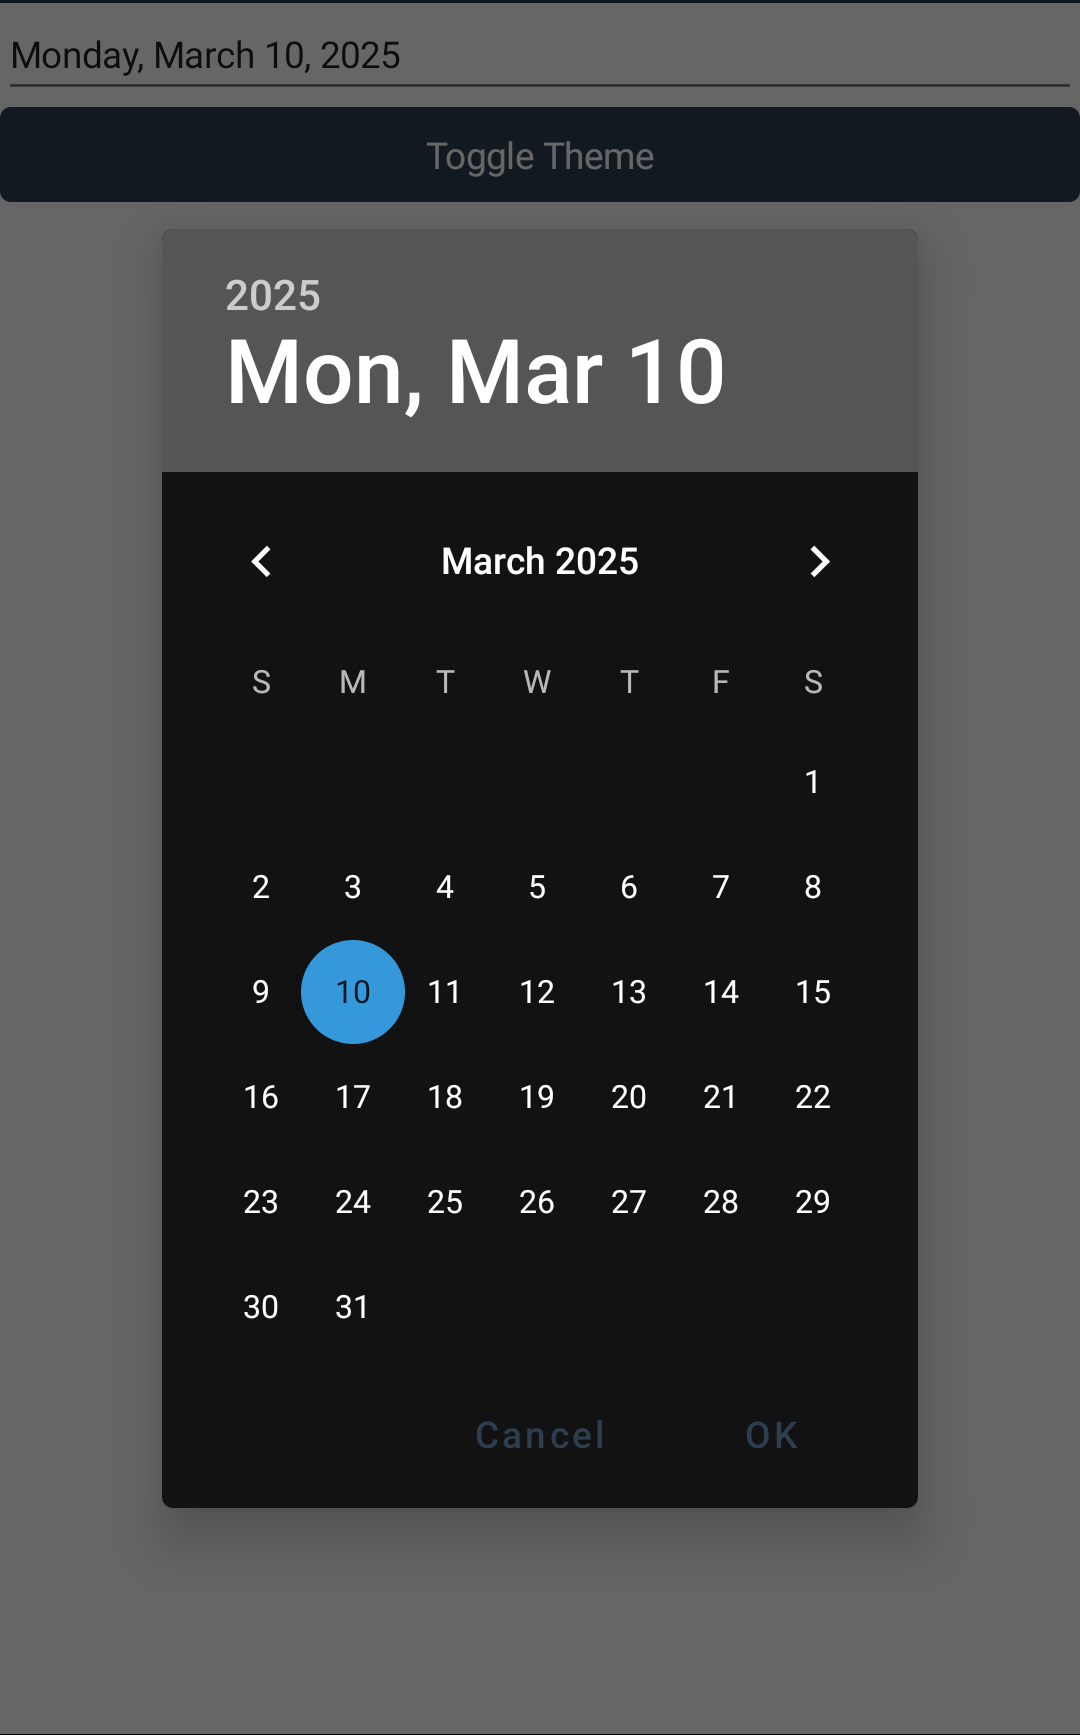 Monday, March 10, 2025
Toggle Theme
2025
Mon, Mar 10
March 2025
S M T W T F S
1
2 3 4 5 6 7 8
9 10 11 12 13 14 15
16 17 18 19 20 21 22
23 24 25 26 27 28 29
30 31
Cancel OK